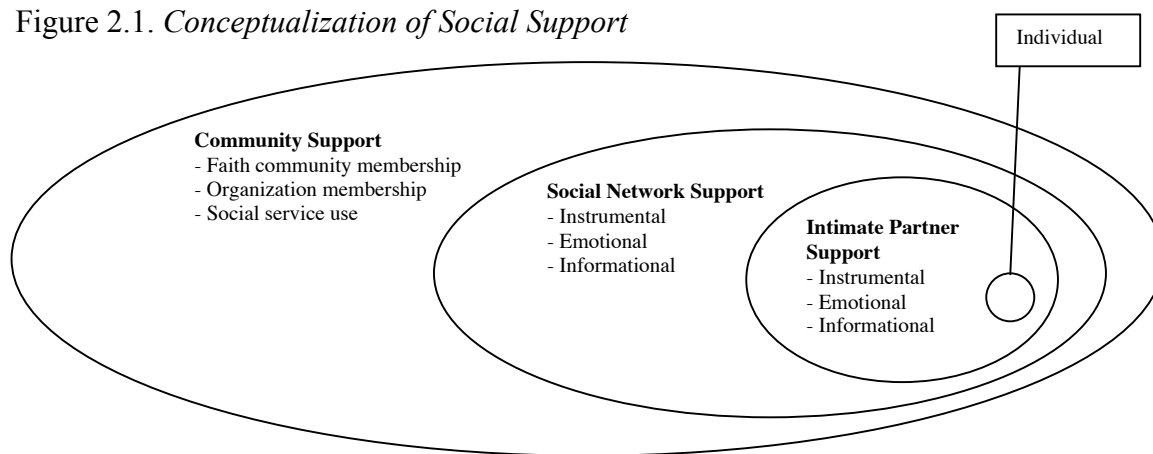 Figure 2.1. Conceptualization of Social Support
Individual
Community Support
- Faith community membership
- Organization membership
- Social service use
Social Network Support
- Instrumental
- Emotional
- Informational
Intimate Partner
Support
- Instrumental
- Emotional
- Informational